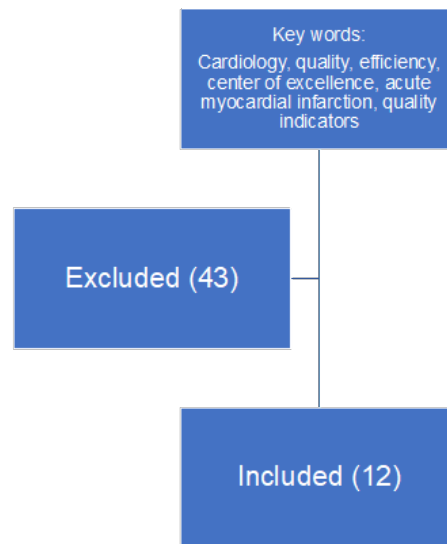 Key words:
Cardiology, quality, efficiency,
center of excellence, acute
myocardial infarction, quality
indicators
Excluded (43)
Included (12)